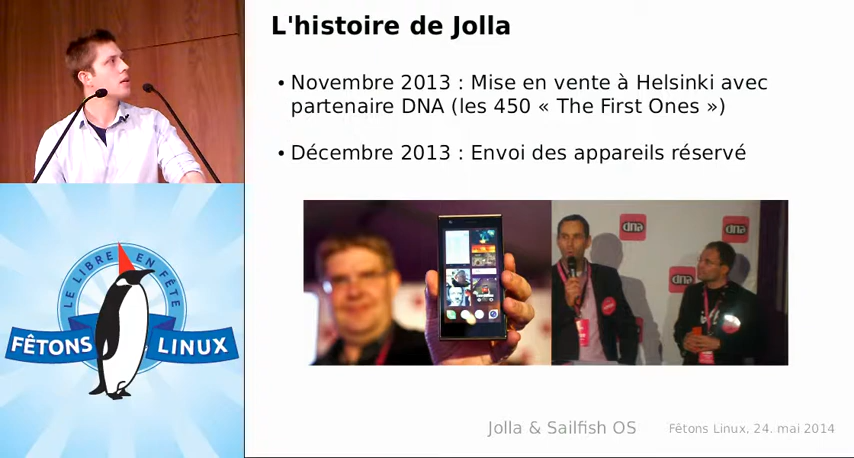 L'histoire de Jolla
• Novembre 2013 : Mise en vente à Helsinki avec
partenaire DNA (les 450 « The First Ones »)
• Décembre 2013 : Envoi des appareils réservé
dna
dna
dna
LE LIBRE EN FÊTE
FÊTONS LINUX
Jolla & Sailfish OS
Fêtons Linux, 24. mai 2014